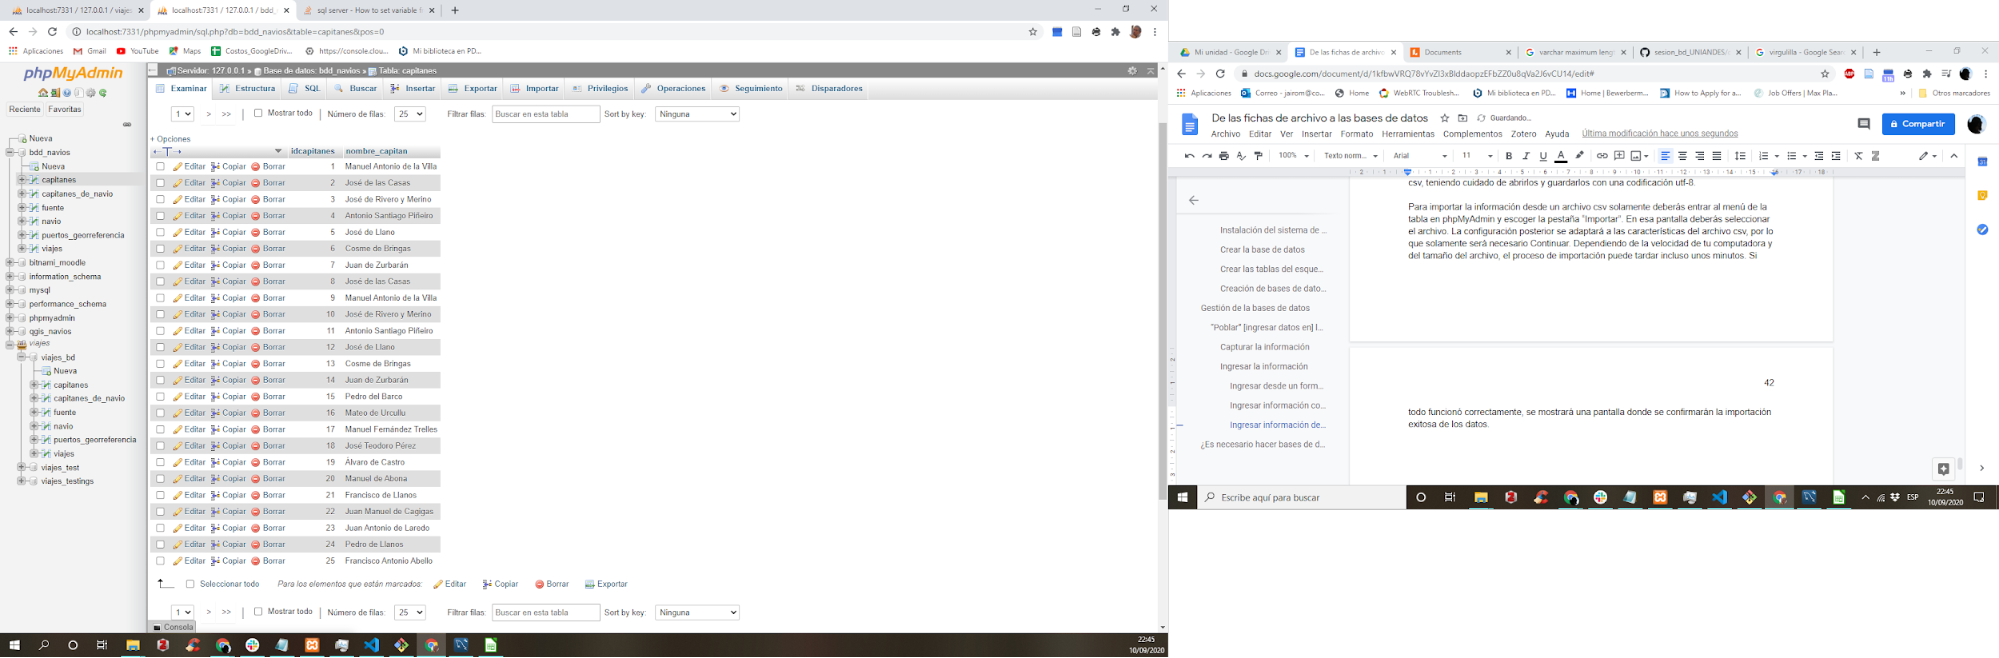 localhost:7331 / 127.0.0.1 / viajes
localhost:7331 / 127.0.0.1 / bdd_
sql server - How to set variable f
localhost:7331/phpmyadmin/sql.php?db=bdd_navios&table=capitanes&pos=0
Aplicaciones Gmail YouTube Maps Costos_GoogleDriv... https://console.clou... Mi biblioteca en PD...
phpMyAdmin
Reciente Favoritas
Nueva
bdd_navios
Nueva
capitanes
capitanes_de_navio
fuente
navio
puertos_georreferencia
viajes
bitnami_moodle
information_schema
mysql
performance_schema
phpmyadmin
qgis_navios
viajes
viajes_bd
Nueva
capitanes
capitanes_de_navio
fuente
navio
puertos_georreferencia
viajes
viajes_test
viajes_testings
Servidor: 127.0.0.1 » Base de datos: bdd_navios » Tabla: capitanes
Examinar Estructura SQL Buscar Insertar Exportar Importar Privilegios Operaciones Seguimiento Disparadores
1 > >> | Mostrar todo | Número de filas: 25 Filtrar filas: Buscar en esta tabla Sort by key: Ninguna
+ Opciones
←T→ idcapitanes nombre_capitan
Editar Copiar Borrar 1 Manuel Antonio de la Villa
Editar Copiar Borrar 2 José de las Casas
Editar Copiar Borrar 3 José de Rivero y Merino
Editar Copiar Borrar 4 Antonio Santiago Piñeiro
Editar Copiar Borrar 5 José de Llano
Editar Copiar Borrar 6 Cosme de Bringas
Editar Copiar Borrar 7 Juan de Zurbarán
Editar Copiar Borrar 8 José de las Casas
Editar Copiar Borrar 9 Manuel Antonio de la Villa
Editar Copiar Borrar 10 José de Rivero y Merino
Editar Copiar Borrar 11 Antonio Santiago Piñeiro
Editar Copiar Borrar 12 José de Llano
Editar Copiar Borrar 13 Cosme de Bringas
Editar Copiar Borrar 14 Juan de Zurbarán
Editar Copiar Borrar 15 Pedro del Barco
Editar Copiar Borrar 16 Mateo de Urcullu
Editar Copiar Borrar 17 Manuel Fernández Trelles
Editar Copiar Borrar 18 José Teodoro Pérez
Editar Copiar Borrar 19 Álvaro de Castro
Editar Copiar Borrar 20 Manuel de Abona
Editar Copiar Borrar 21 Francisco de Llanos
Editar Copiar Borrar 22 Juan Manuel de Cagigas
Editar Copiar Borrar 23 Juan Antonio de Laredo
Editar Copiar Borrar 24 Pedro de Llanos
Editar Copiar Borrar 25 Francisco Antonio Abello
Seleccionar todo Para los elementos que están marcados: Editar Copiar Borrar Exportar
1 > >> | Mostrar todo | Número de filas: 25 Filtrar filas: Buscar en esta tabla Sort by key: Ninguna
Consola
22:45
10/09/2020
Mi unidad - Google Dri
De las fichas de archivo
Documents
varchar maximum leng
sesion_bd_UNIANDES/
virgulilla - Google Sear
docs.google.com/document/d/
Aplicaciones Correo - jairom@co... Home WebRTC Troublesh... Mi biblioteca en PD... Home | Bewerberm... How to Apply for a... Job Offers | Max Pla... » Otros marcadores
De las fichas de archivo a las bases de datos Guardando...
Archivo Editar Ver Insertar Formato Herramientas Complementos Zotero Ayuda Última modificación hace unos segundos
Compartir
100% Texto norm... Arial 11 B I U A
Instalación del sistema de ...
Crear la base de datos
Crear las tablas del esque...
Creación de bases de dato...
Gestión de la bases de datos
"Poblar" [ingresar datos en] l...
Capturar la información
Ingresar la información
Ingresar desde un form...
Ingresar información co...
Ingresar información de...
¿Es necesario hacer bases de d...
csv, teniendo cuidado de abrirlos y guardarlos con una codificación utf-8
Para importar la información desde un archivo csv solamente deberás entrar al menú de la
tabla en phpMyAdmin y escoger la pestaña "Importar". En esa pantalla deberás seleccionar
el archivo. La configuración posterior se adaptará a las características del archivo csv, por lo
que solamente será necesario Continuar. Dependiendo de la velocidad de tu computadora y
del tamaño del archivo, el proceso de importación puede tardar incluso unos minutos. Si
42
todo funcionó correctamente, se mostrará una pantalla donde se confirmarán la importación
exitosa de los datos.
Escribe aquí para buscar
ESP
22:45
10/09/2020